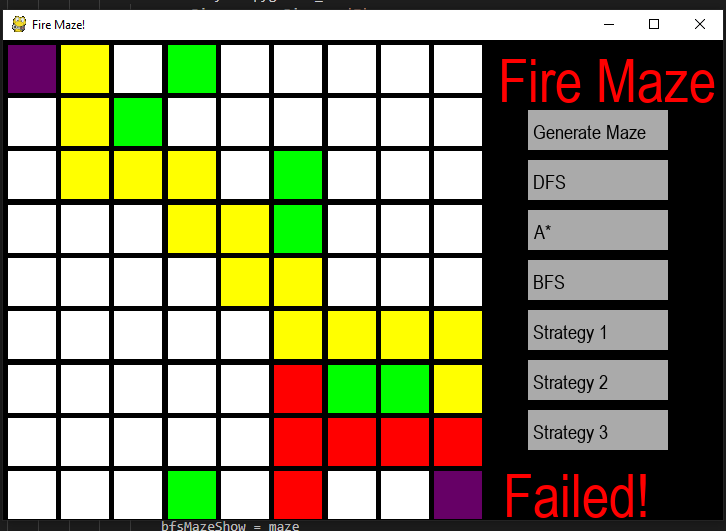 Fire Maze!
Fire Maze
Generate Maze
DFS
A*
BFS
Strategy 1
Strategy 2
Strategy 3
Failed!
bfsMazeShow = maze